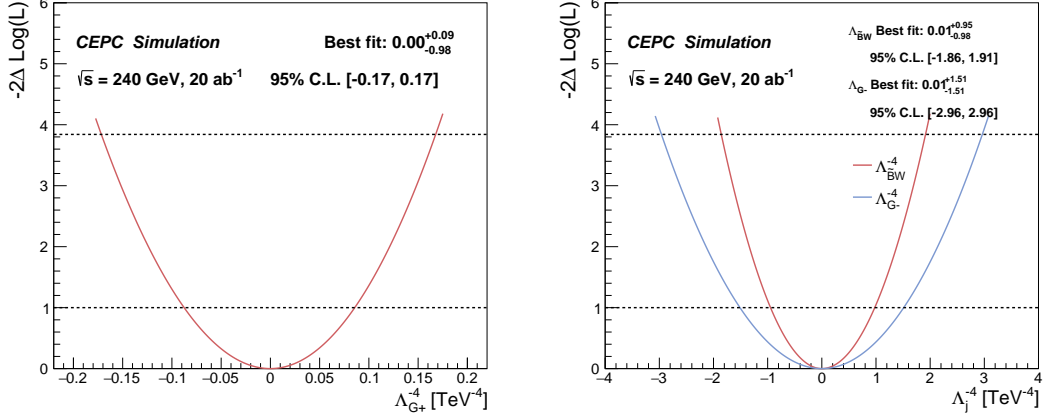 -2Δ Log(L)
6
5
4
3
2
1
0
CEPC Simulation
Best fit: 0.00 +0.09 -0.98
√s = 240 GeV, 20 ab-1
95% C.L. [-0.17, 0.17]
−0.2 −0.15 −0.1 −0.05 0 0.05 0.1 0.15 0.2
Λ-4 G+ [TeV-4]
-2Δ Log(L)
6
5
4
3
2
1
0
CEPC Simulation
√s = 240 GeV, 20 ab-1
ΛB̃W Best fit: 0.01 +0.95 -0.98
95% C.L. [-1.86, 1.91]
ΛG- Best fit: 0.01 +1.51 -1.51
95% C.L. [-2.96, 2.96]
Λ-4 B̃W
Λ-4 G-
−4 −3 −2 −1 0 1 2 3 4
Λ-4 j [TeV-4]